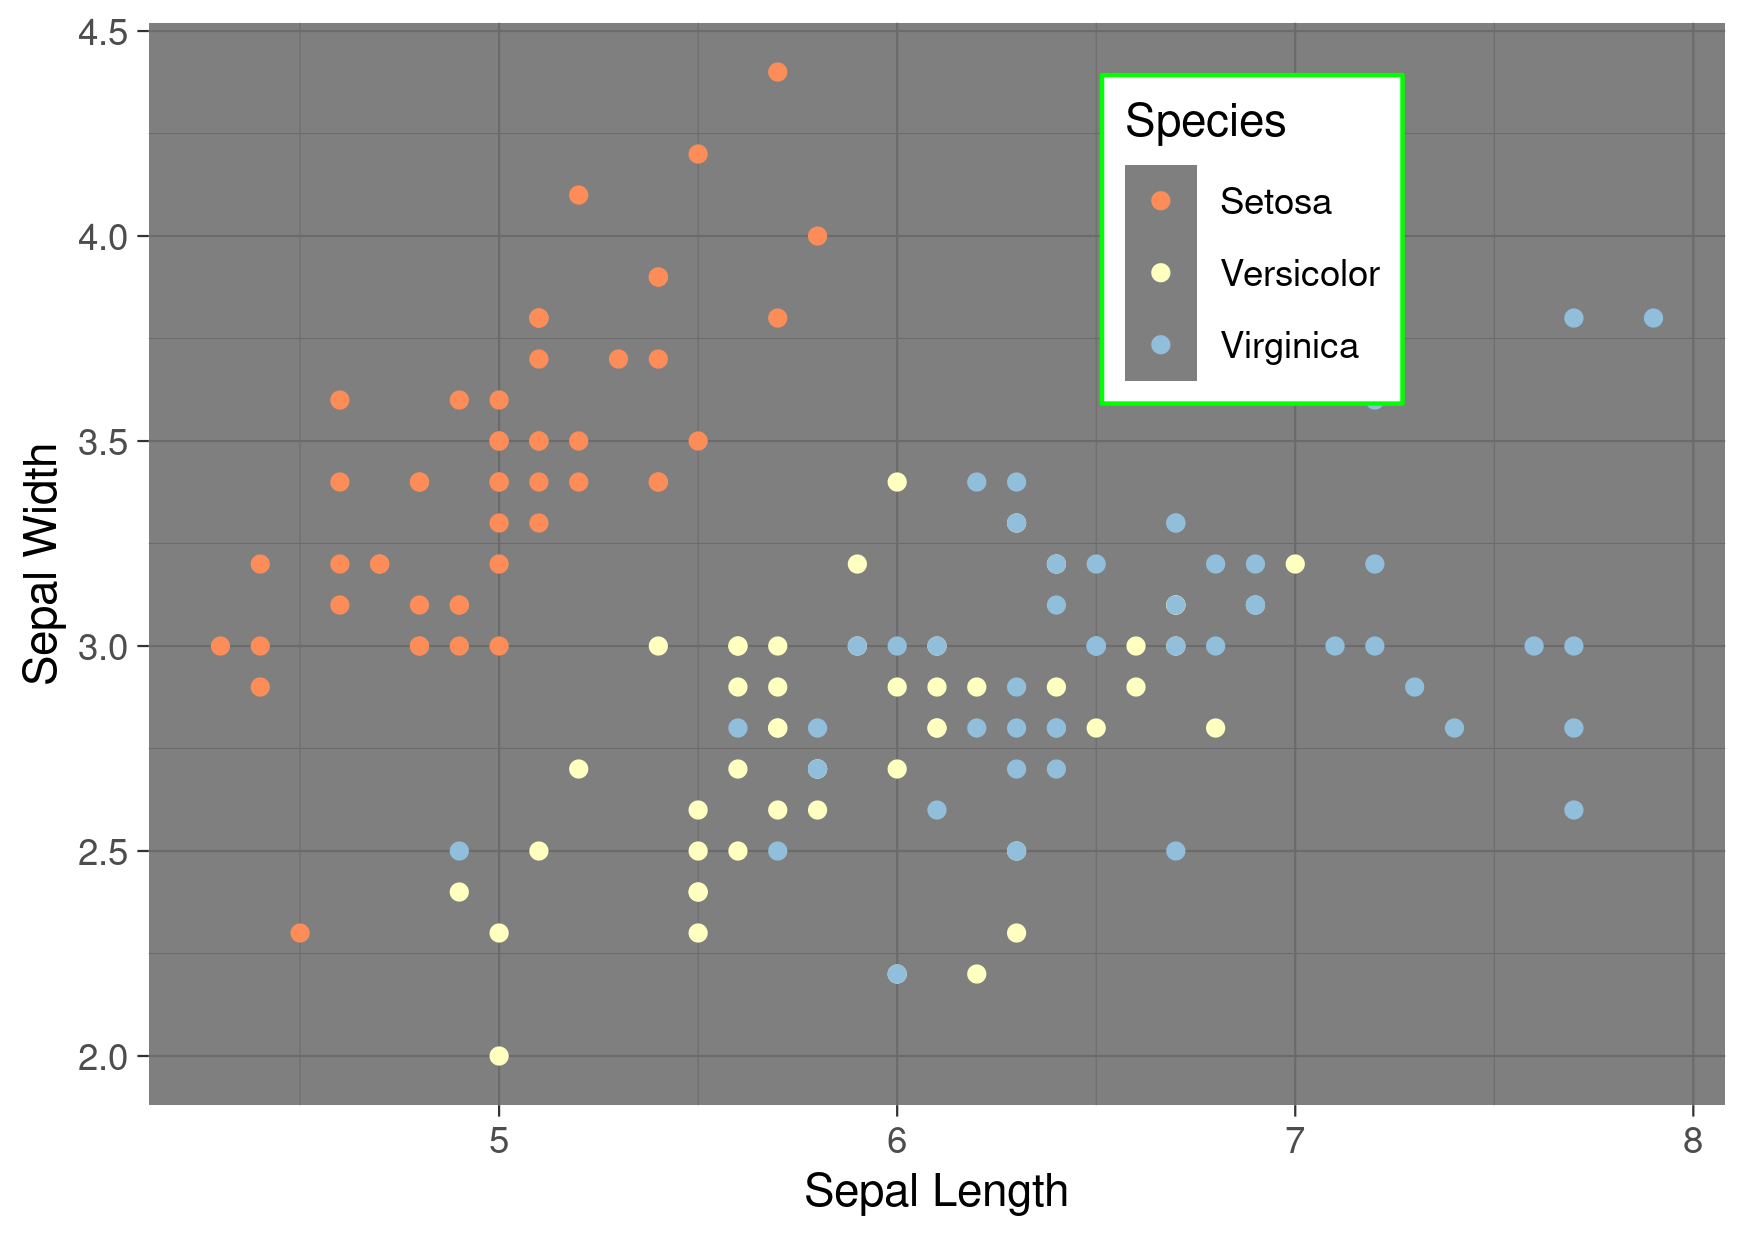 4.5
4.0
3.5
3.0
2.5
2.0
Sepal Width
Species
Setosa
Versicolor
Virginica
5 6 7 8
Sepal Length